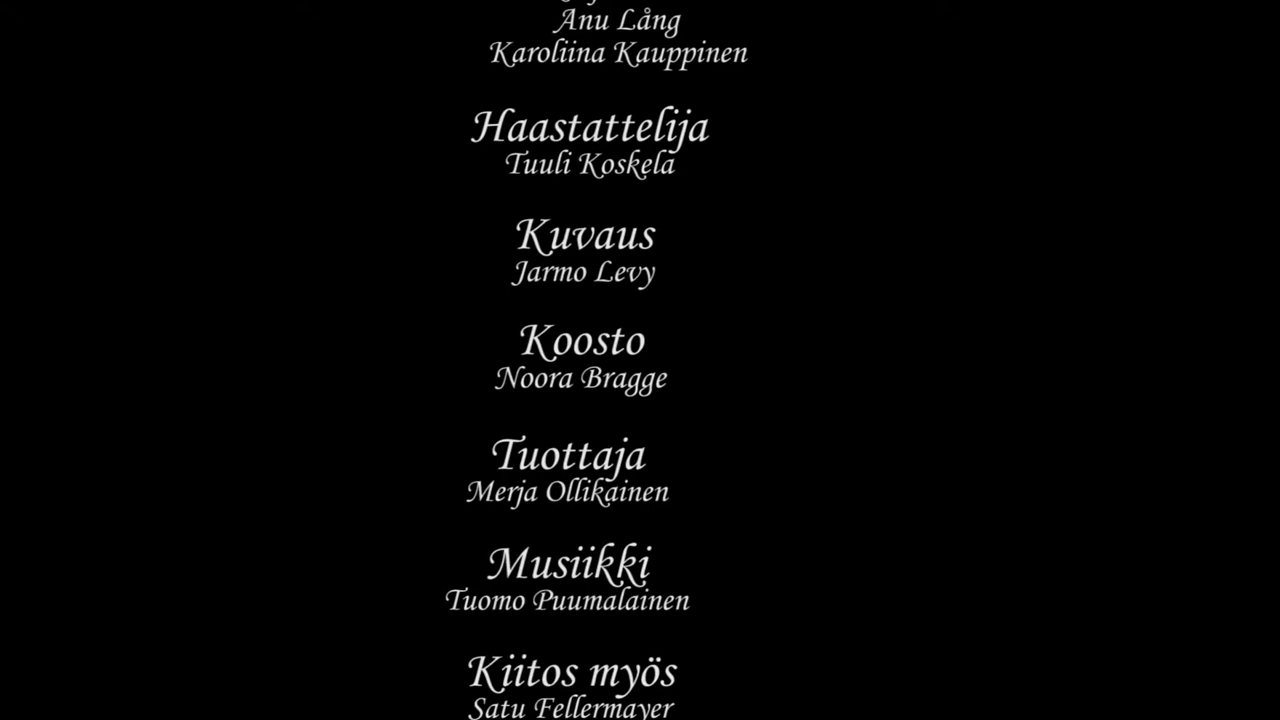 Anu Lång
Karoliina Kauppinen
Haastattelija
Tuuli Koskela
Kuvaus
Jarmo Levy
Koosto
Noora Bragge
Tuottaja
Merja Ollikainen
Musiikki
Tuomo Puumalainen
Kiitos myös
Satu Fellermayer